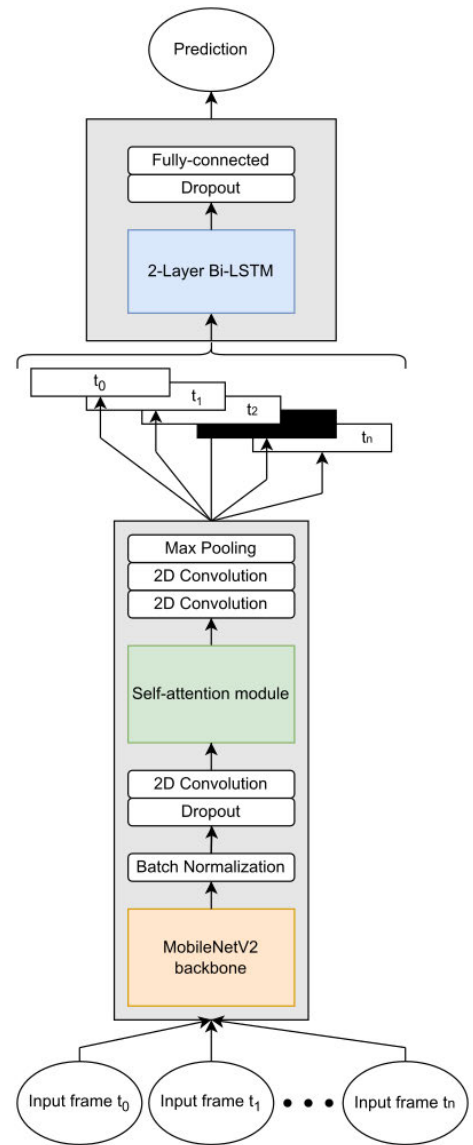 Prediction
Fully-connected
Dropout
2-Layer Bi-LSTM
t₀
t₁
t₂
tₙ
Max Pooling
2D Convolution
2D Convolution
Self-attention module
2D Convolution
Dropout
Batch Normalization
MobileNetV2
backbone
Input frame t₀ Input frame t₁ • • • Input frame tₙ